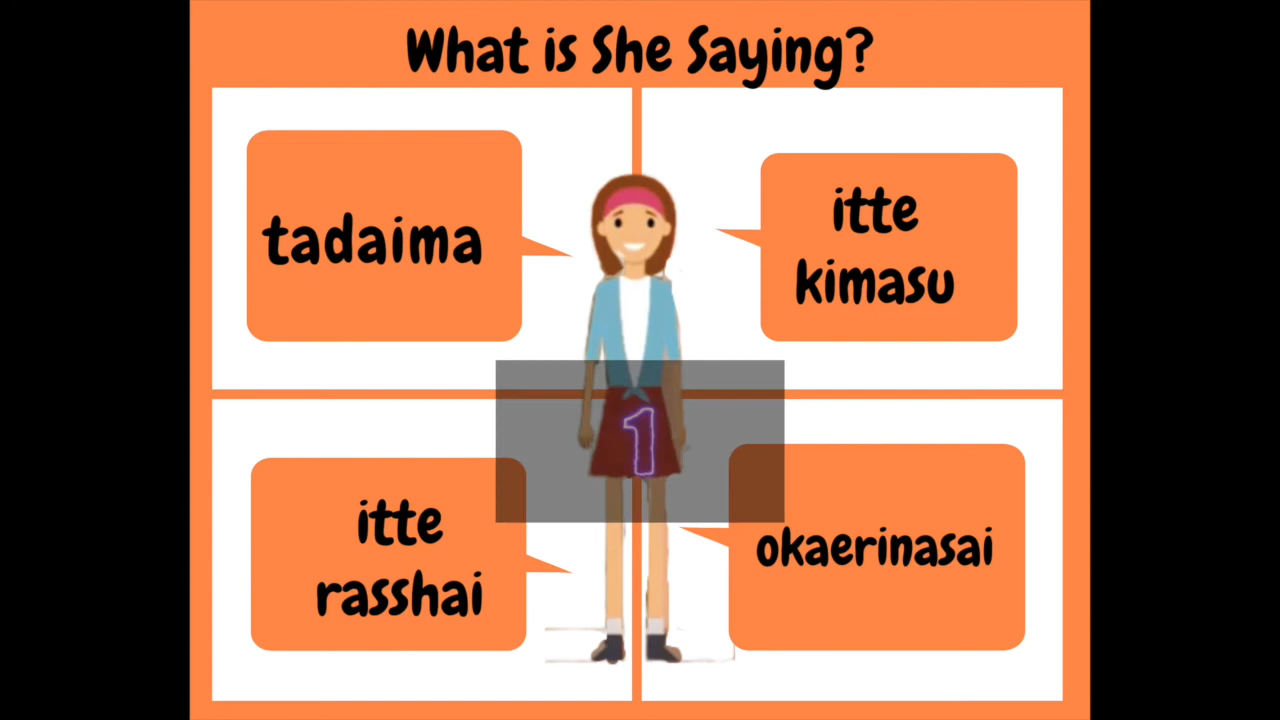 What is She Saying?
tadaima
itte
kimasu
1
itte
rasshai
okaerinasai